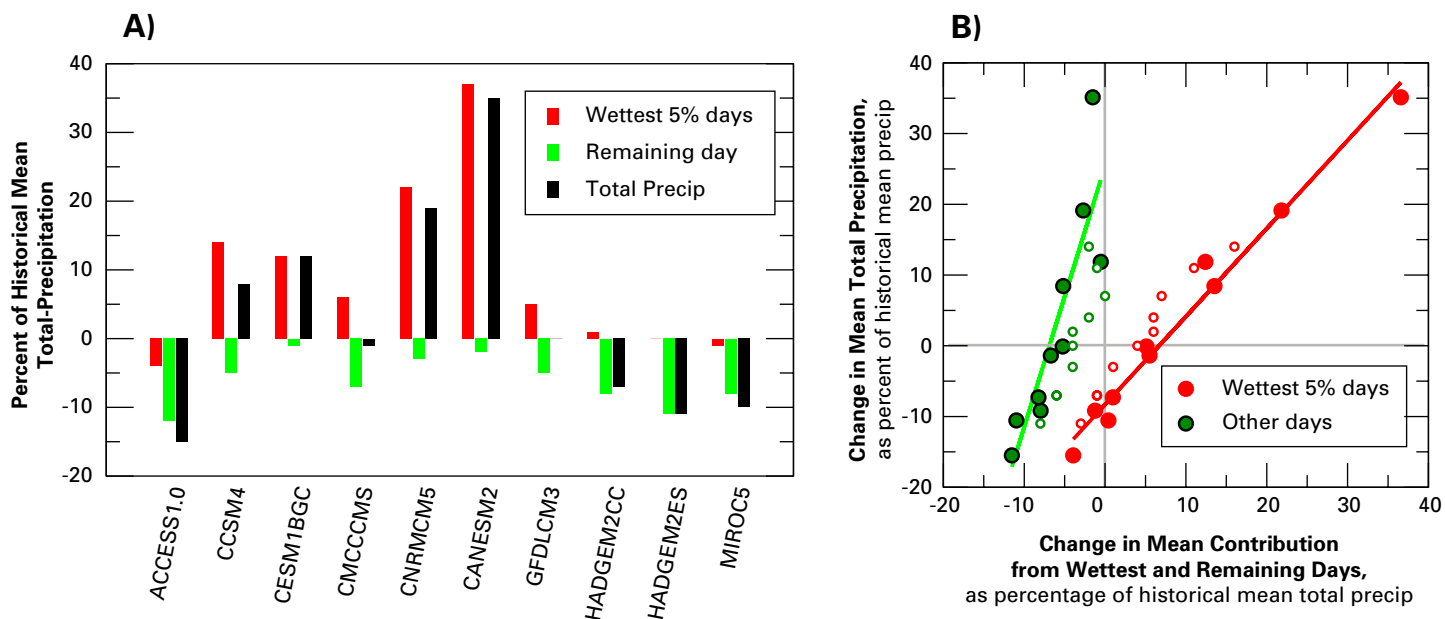 A)
Percent of Historical Mean
Total-Precipitation
40
30
20
10
0
-10
-20
Wettest 5% days
Remaining day
Total Precip
ACCESS1.0
CCSM4
CESM1BGC
CMCCCMS
CNRMCM5
CANESM2
GFDLCM3
HADGEM2CC
HADGEM2ES
MIROC5
B)
Change in Mean Total Precipitation,
as percent of historical mean precip
40
30
20
10
0
-10
-20
Wettest 5% days
Other days
-20
-10
0
10
20
30
40
Change in Mean Contribution
from Wettest and Remaining Days,
as percentage of historical mean total precip